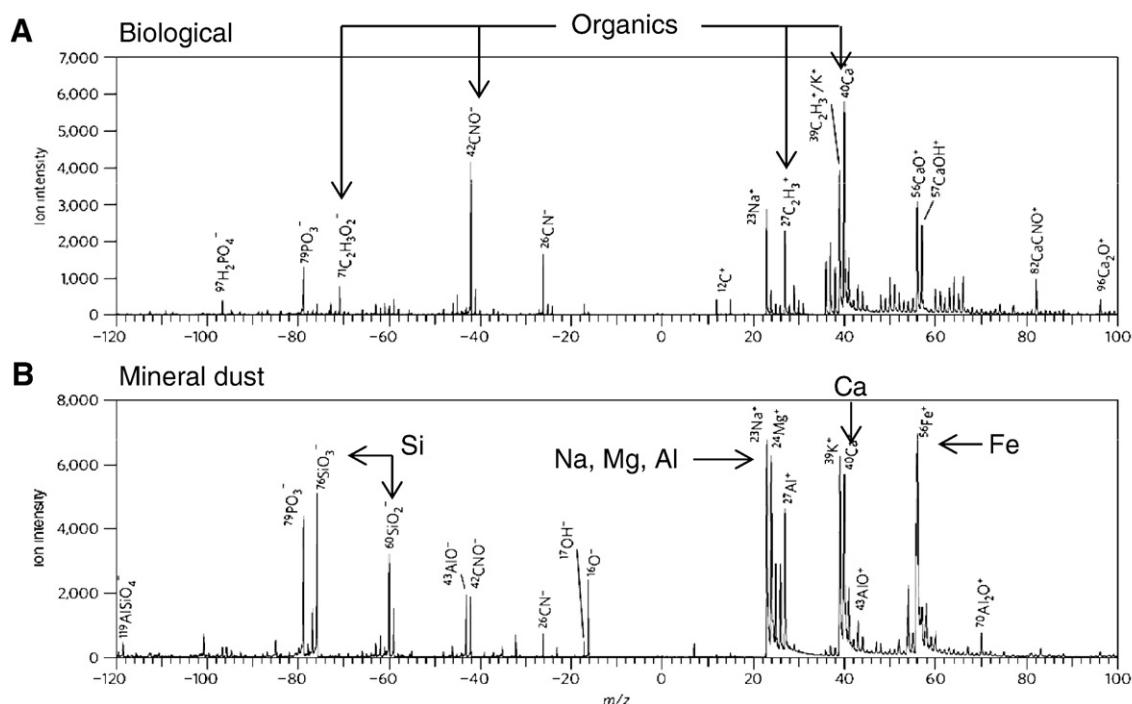 A
Biological
Organics
7,000
6,000
5,000
4,000
3,000
2,000
1,000
0
Ion intensity
⁹⁷H₂PO₄⁻
⁷⁹PO₃⁻
⁷¹C₂H₃O₂⁻
⁴²CNO⁻
²⁶CN⁻
¹²C⁺
²³Na⁺
²⁷C₂H₃⁺
³⁹C₂H₃⁺/K⁺
⁴⁰Ca⁺
⁵⁶CaO⁺
⁵⁷CaOH⁺
⁸²CaCNO⁺
⁹⁶Ca₂O⁺
−120 −100 −80 −60 −40 −20 0 20 40 60 80 100
B
Mineral dust
8,000
6,000
4,000
2,000
0
Ion intensity
Si
Na, Mg, Al
Ca
Fe
¹¹⁹AlSiO₄⁻
⁷⁹PO₃⁻
⁷⁶SiO₃⁻
⁶⁰SiO₂⁻
⁴³AlO⁻
⁴²CNO⁻
²⁶CN⁻
¹⁷OH⁻
¹⁶O⁻
²³Na⁺
²⁴Mg⁺
²⁷Al⁺
³⁹K⁺
⁴⁰Ca
⁴³AlO⁺
⁵⁶Fe⁺
⁷⁰Al₂O⁺
−120 −100 −80 −60 −40 −20 0 20 40 60 80 100
m/z